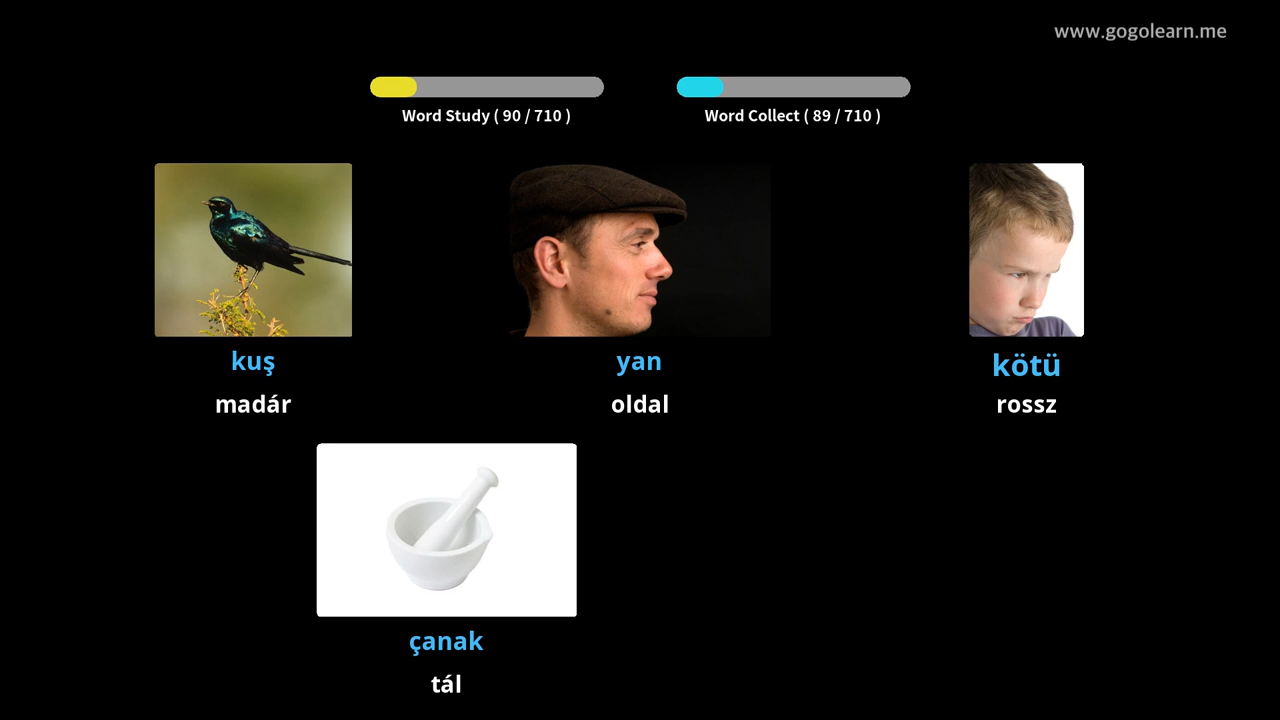 www.gogolearn.me
Word Study ( 90 / 710 )
Word Collect ( 89 / 710 )
kuş
madár
yan
oldal
kötü
rossz
çanak
tál